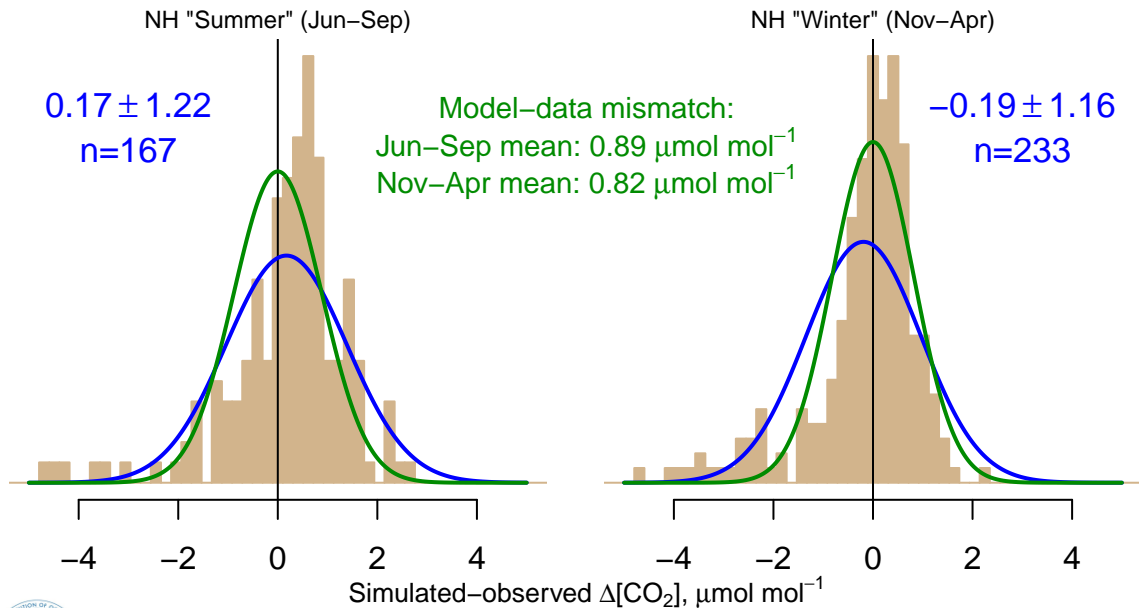 NH "Summer" (Jun−Sep)
0.17 ± 1.22
n=167
Model−data mismatch:
Jun−Sep mean: 0.89 μmol mol⁻¹
Nov−Apr mean: 0.82 μmol mol⁻¹
NH "Winter" (Nov−Apr)
−0.19 ± 1.16
n=233
−4 −2 0 2 4
−4 −2 0 2 4
Simulated−observed Δ[CO₂], μmol mol⁻¹